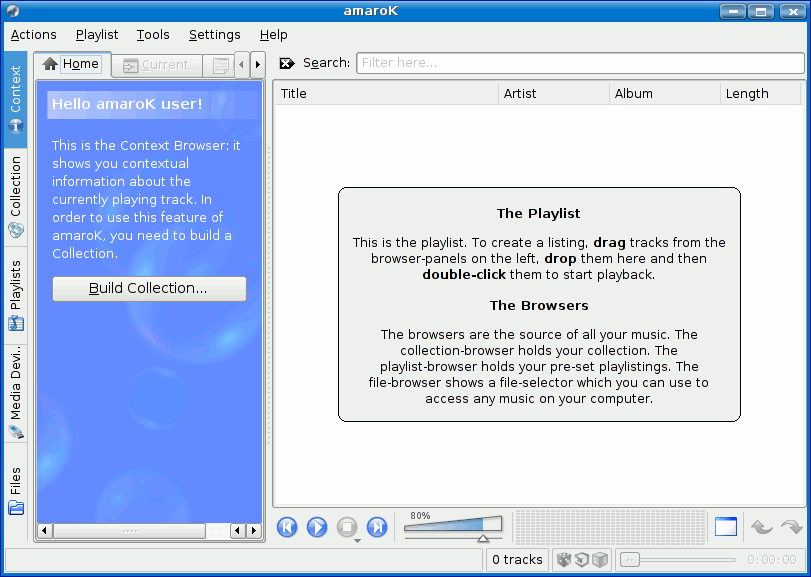 amaroK
Actions Playlist Tools Settings Help
Home Current
Search: Filter here...
Context
Collection
Playlists
Media Devi..
Files
Hello amaroK user!
This is the Context Browser: it
shows you contextual
information about the
currently playing track. In
order to use this feature of
amaroK, you need to build a
Collection.
Build Collection...
Title Artist Album Length
The Playlist
This is the playlist. To create a listing, drag tracks from the
browser-panels on the left, drop them here and then
double-click them to start playback.
The Browsers
The browsers are the source of all your music. The
collection-browser holds your collection. The
playlist-browser holds your pre-set playlistings. The
file-browser shows a file-selector which you can use to
access any music on your computer.
80%
0 tracks
0:00:00